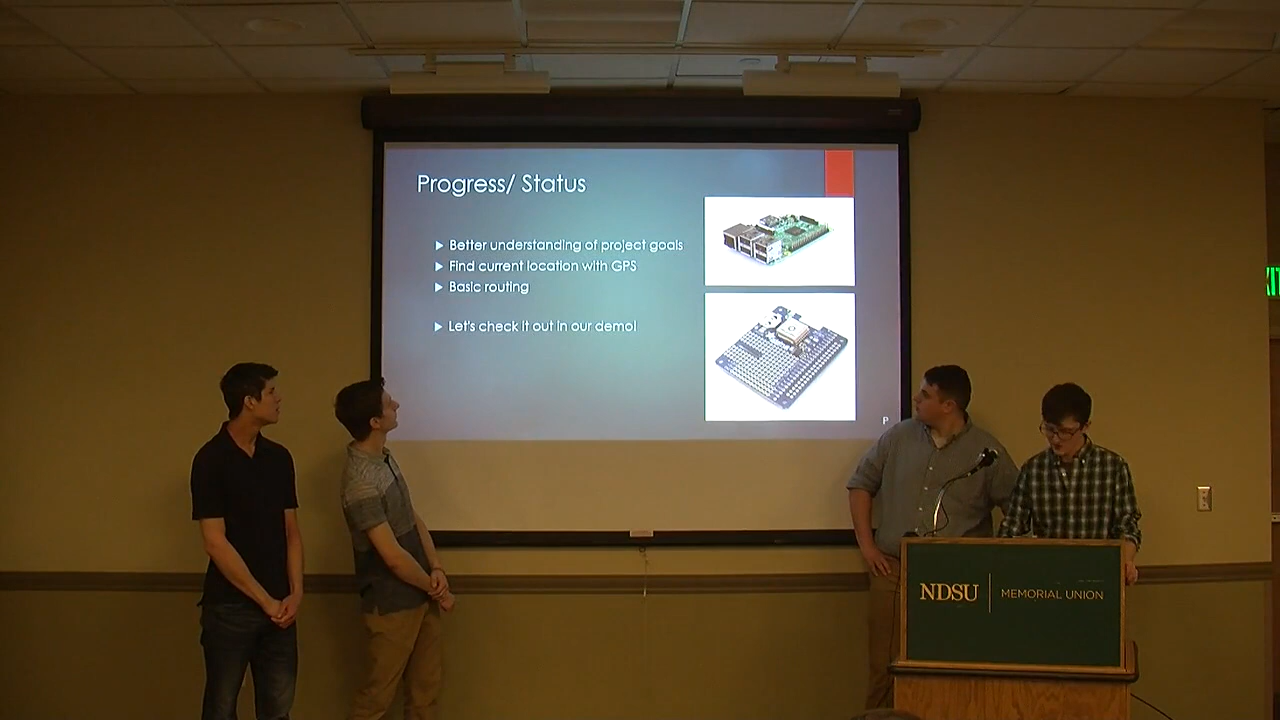 Progress/ Status
Better understanding of project goals
Find current location with GPS
Basic routing
Let's check it out in our demo!
P
NDSU
MEMORIAL UNION